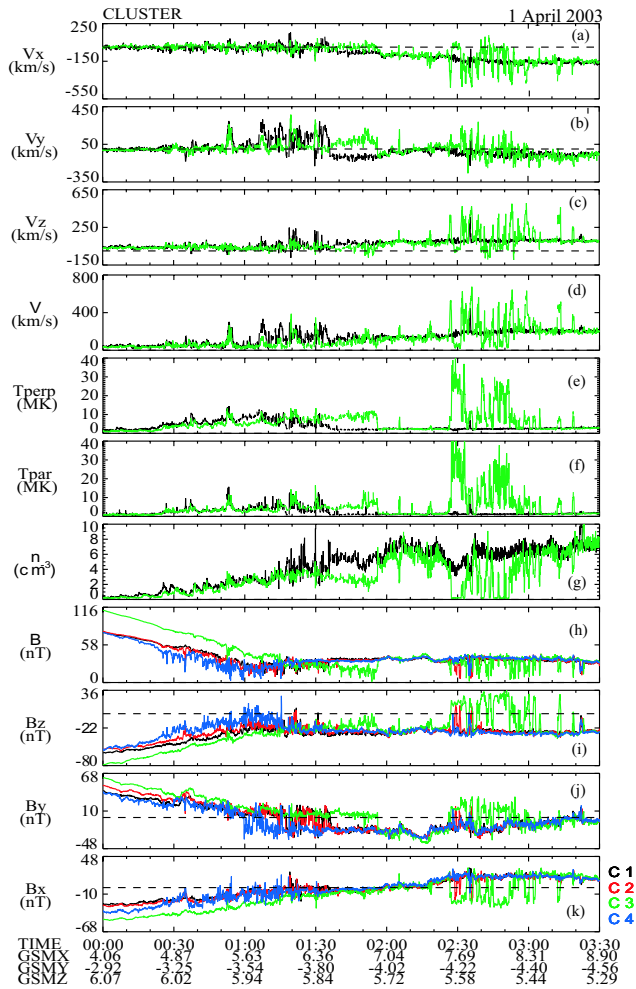 CLUSTER 1 April 2003
250
Vx
(km/s)
-150
-550
(a)
450
Vy
(km/s)
50
-350
(b)
650
Vz
(km/s)
250
-150
(c)
800
V
(km/s)
400
0
(d)
40
30
Tperp
(MK)
20
10
0
(e)
40
30
Tpar
(MK)
20
10
0
(f)
10
8
n
(cm³)
6
4
2
0
(g)
116
B
(nT)
58
0
(h)
36
Bz
(nT)
-22
-80
(i)
68
By
(nT)
10
-48
(j)
48
Bx
(nT)
-10
-68
(k)
C 1
C 2
C 3
C 4
TIME 00:00 00:30 01:00 01:30 02:00 02:30 03:00 03:30
GSMX 4.06 4.87 5.63 6.36 7.04 7.69 8.31 8.90
GSMY -2.92 -3.25 -3.54 -3.80 -4.02 -4.22 -4.40 -4.56
GSMZ 6.07 6.02 5.94 5.84 5.72 5.58 5.44 5.29